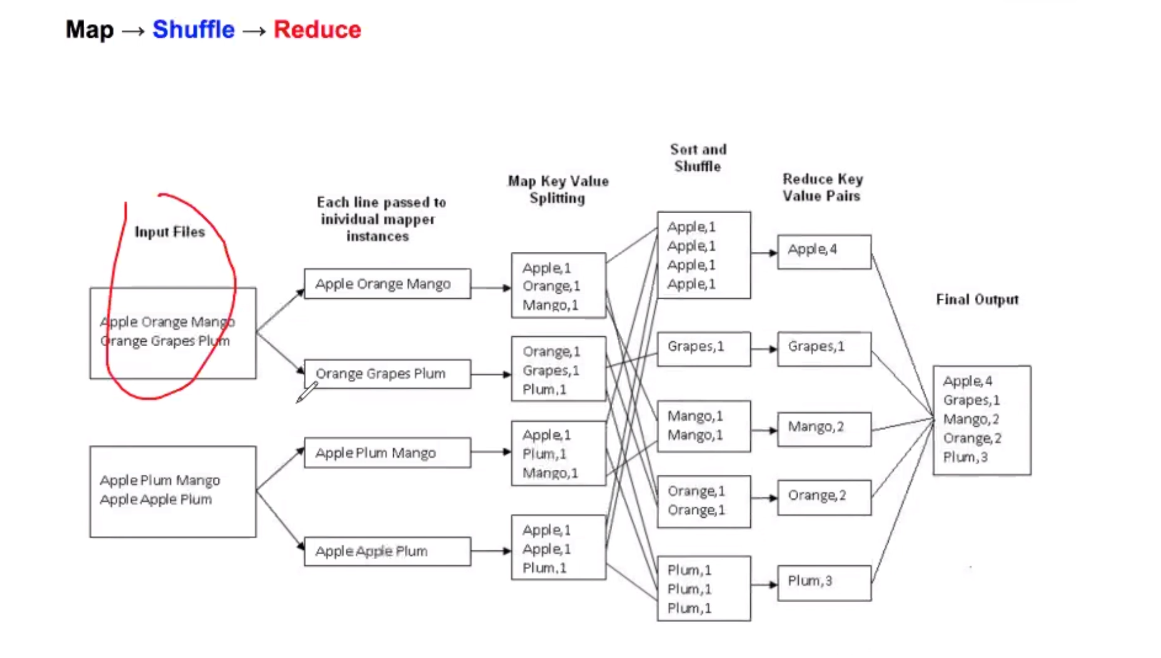 Map → Shuffle → Reduce
Input Files
Apple Orange Mango
Orange Grapes Plum
Apple Plum Mango
Apple Apple Plum
Each line passed to
inividual mapper
instances
Apple Orange Mango
Orange Grapes Plum
Apple Plum Mango
Apple Apple Plum
Map Key Value
Splitting
Apple,1
Orange,1
Mango,1
Orange,1
Grapes,1
Plum,1
Apple,1
Plum,1
Mango,1
Apple,1
Apple,1
Plum,1
Sort and
Shuffle
Apple,1
Apple,1
Apple,1
Apple,1
Grapes,1
Mango,1
Mango,1
Orange,1
Orange,1
Plum,1
Plum,1
Plum,1
Reduce Key
Value Pairs
Apple,4
Grapes,1
Mango,2
Orange,2
Plum,3
Final Output
Apple,4
Grapes,1
Mango,2
Orange,2
Plum,3